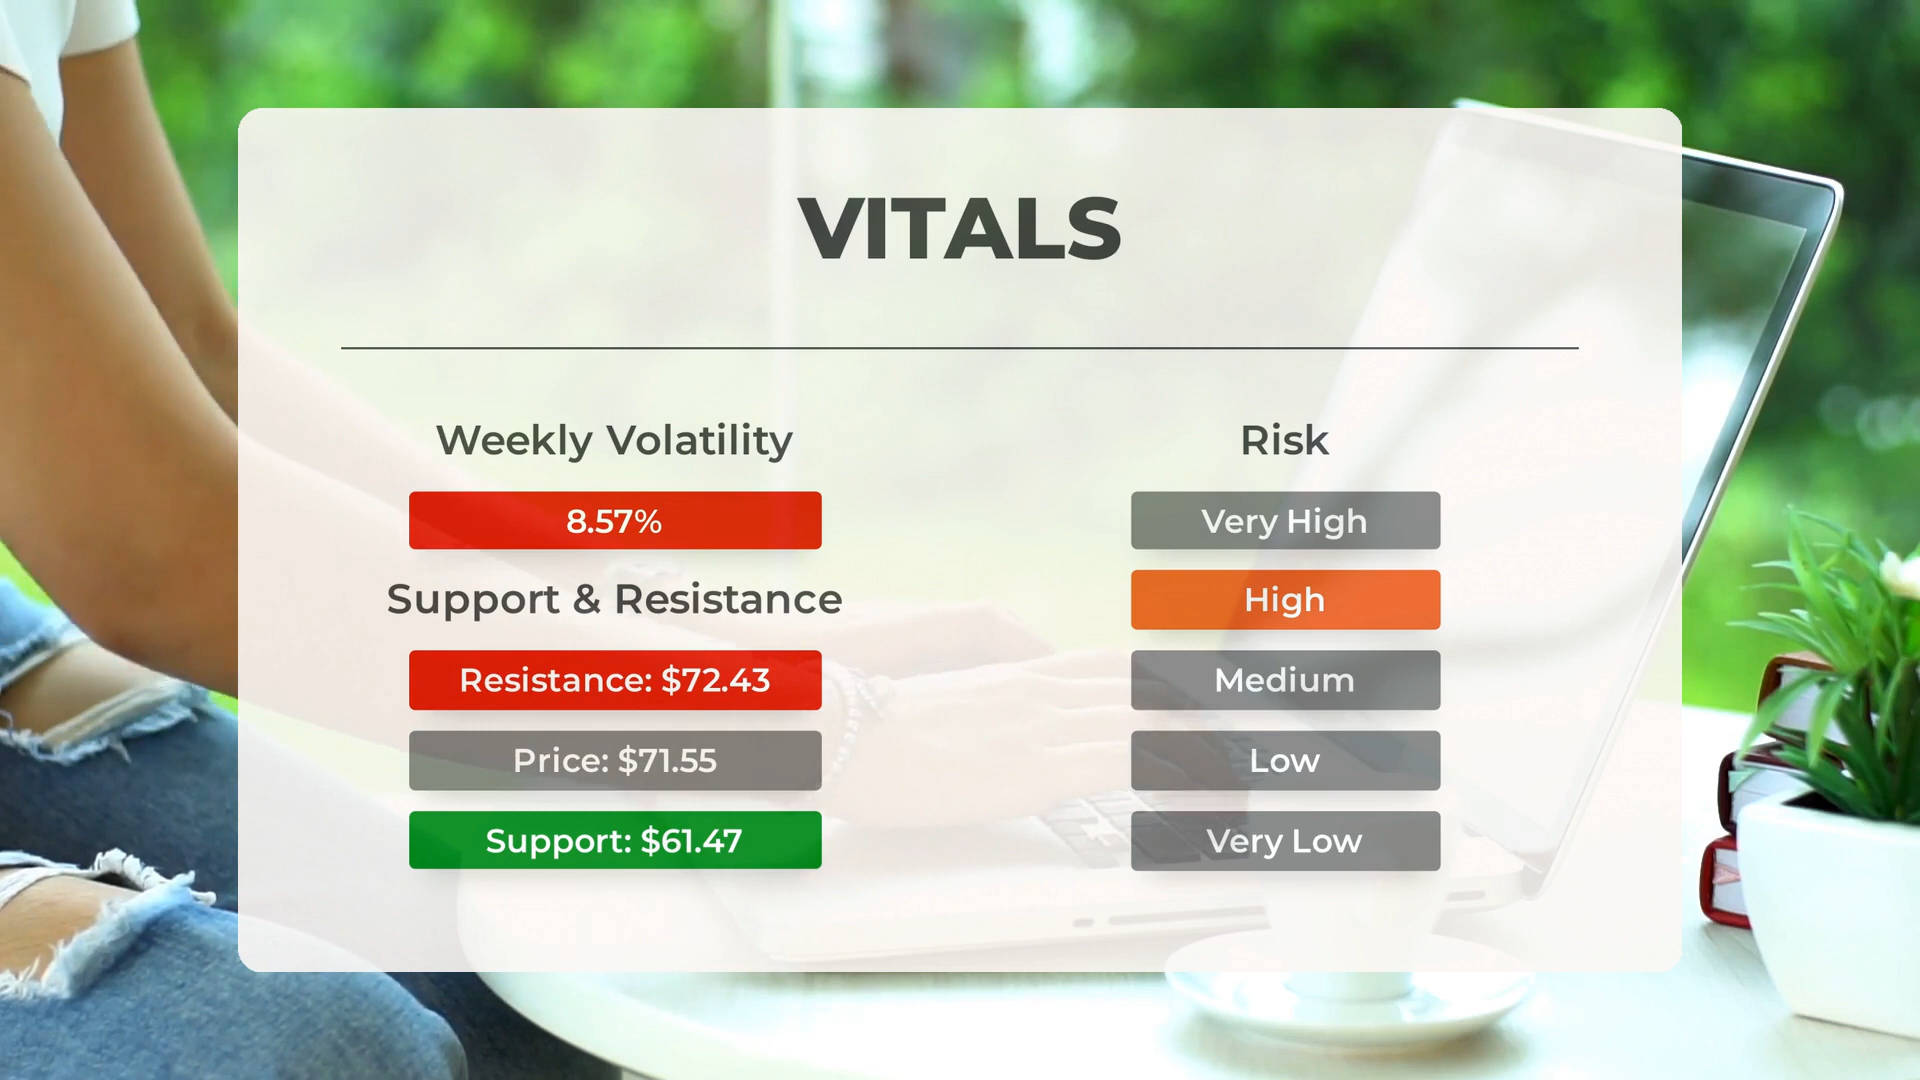 VITALS
Weekly Volatility
8.57%
Support & Resistance
Resistance: $72.43
Price: $71.55
Support: $61.47
Risk
Very High
High
Medium
Low
Very Low